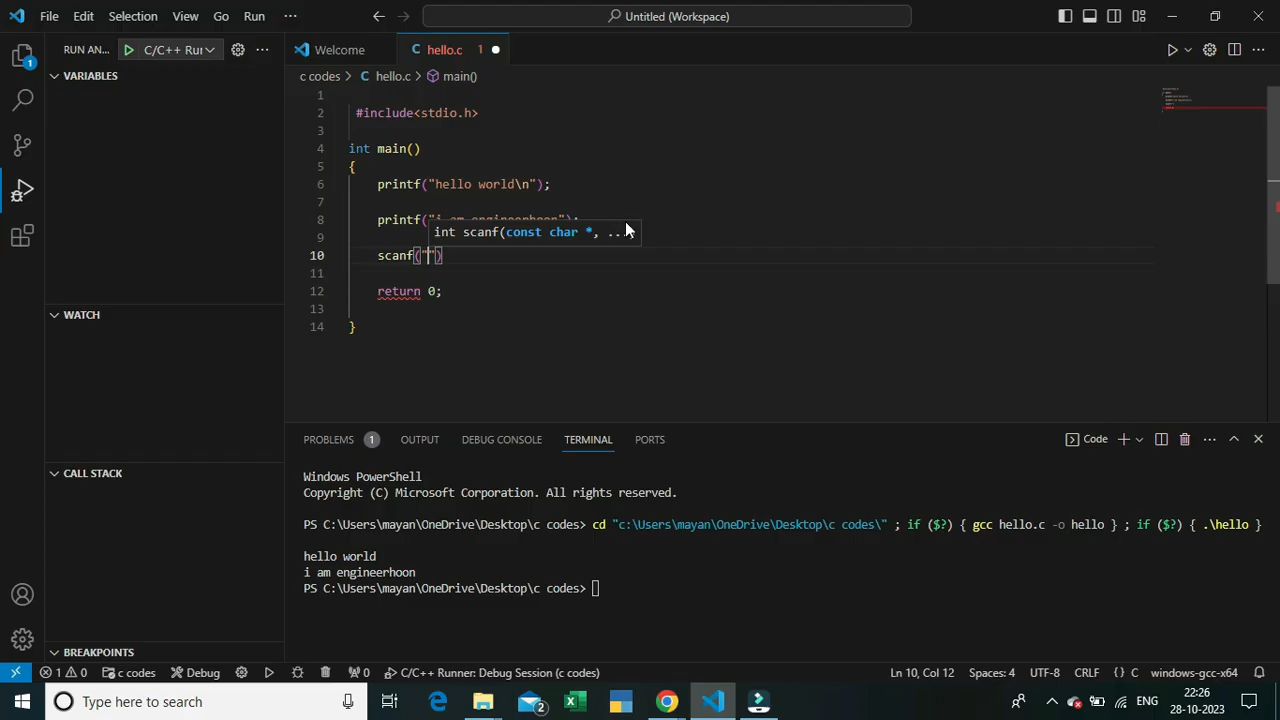 File Edit Selection View Go Run ··· Untitled (Workspace)
RUN AN... C/C++ Rur ··· Welcome C hello.c 1
VARIABLES
c codes > C hello.c > main()
1
2 #include<stdio.h>
3
4 int main()
5 {
6 printf("hello world\n");
7
8 printf("i am engineerhoon");
int scanf(const char *, ...
9
10 scanf("")
11
12 return 0;
13
14 }
WATCH
CALL STACK
BREAKPOINTS
PROBLEMS 1 OUTPUT DEBUG CONSOLE TERMINAL PORTS Code
Windows PowerShell
Copyright (C) Microsoft Corporation. All rights reserved.
PS C:\Users\mayan\OneDrive\Desktop\c codes> cd "c:\Users\mayan\OneDrive\Desktop\c codes\" ; if ($?) { gcc hello.c -o hello } ; if ($?) { .\hello }
hello world
i am engineerhoon
PS C:\Users\mayan\OneDrive\Desktop\c codes>
1 0 c codes Debug 0 C/C++ Runner: Debug Session (c codes) Ln 10, Col 12 Spaces: 4 UTF-8 CRLF {} C windows-gcc-x64
Type here to search 2 ENG 22:26
28-10-2023